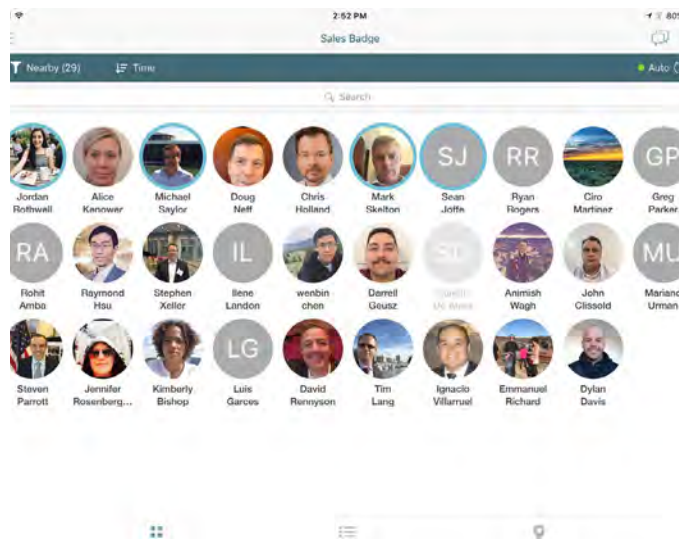 2:52 PM
80%
Sales Badge
Nearby (29)
Time
Auto
Search
SJ
RR
GP
Jordan Rothwell
Alice Kenower
Michael Saylor
Doug Neff
Chris Holland
Mark Skelton
Sean Joffe
Ryan Rogers
Ciro Martinez
Greg Parker
RA
IL
MU
Rohit Amba
Raymond Hsu
Stephen Xeller
Ilene Landon
wenbin chen
Darrell Geusz
Animish Wagh
John Clissold
Mariano Urman
LG
Steven Parrott
Jennifer Rosenberg...
Kimberly Bishop
Luis Garces
David Rennyson
Tim Lang
Ignacio Villarruel
Emmanuel Richard
Dylan Davis